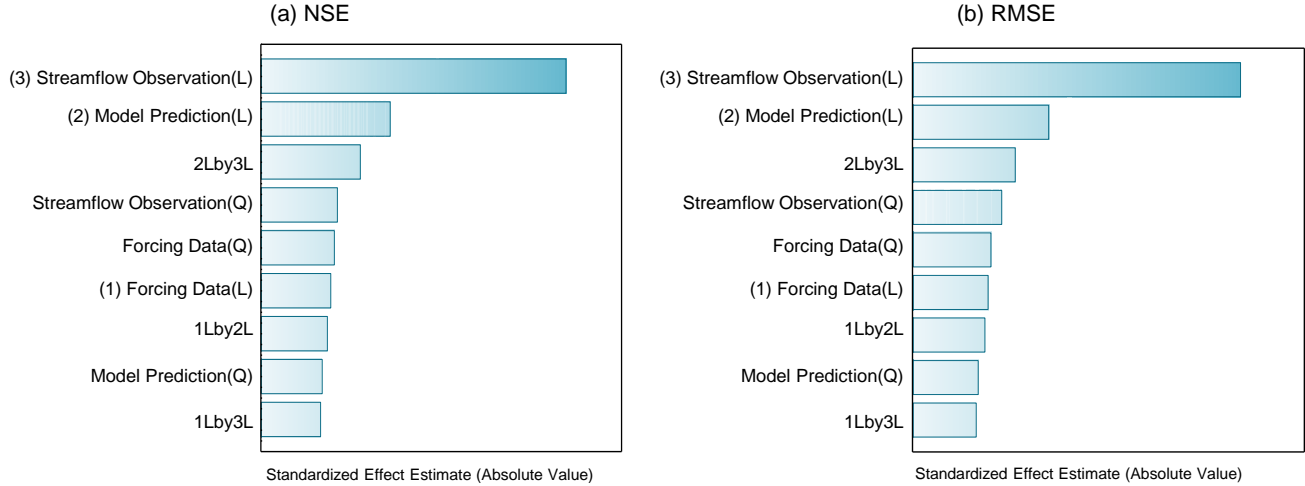 (a) NSE
(3) Streamflow Observation(L)
(2) Model Prediction(L)
2Lby3L
Streamflow Observation(Q)
Forcing Data(Q)
(1) Forcing Data(L)
1Lby2L
Model Prediction(Q)
1Lby3L
Standardized Effect Estimate (Absolute Value)
(b) RMSE
(3) Streamflow Observation(L)
(2) Model Prediction(L)
2Lby3L
Streamflow Observation(Q)
Forcing Data(Q)
(1) Forcing Data(L)
1Lby2L
Model Prediction(Q)
1Lby3L
Standardized Effect Estimate (Absolute Value)